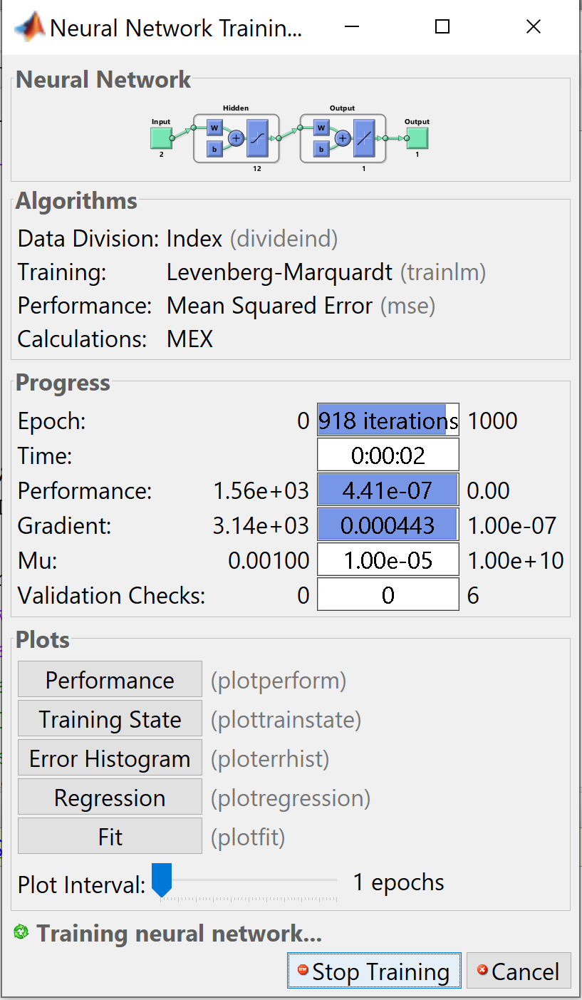 Neural Network Trainin...
Neural Network
Hidden Output
Input Output
W W
b b
2 1
12 1
Algorithms
Data Division: Index (divideind)
Training: Levenberg-Marquardt (trainlm)
Performance: Mean Squared Error (mse)
Calculations: MEX
Progress
Epoch: 0 918 iterations 1000
Time: 0:00:02
Performance: 1.56e+03 4.41e-07 0.00
Gradient: 3.14e+03 0.000443 1.00e-07
Mu: 0.00100 1.00e-05 1.00e+10
Validation Checks: 0 0 6
Plots
Performance (plotperform)
Training State (plottrainstate)
Error Histogram (ploterrhist)
Regression (plotregression)
Fit (plotfit)
Plot Interval: 1 epochs
Training neural network...
STOP Stop Training Cancel